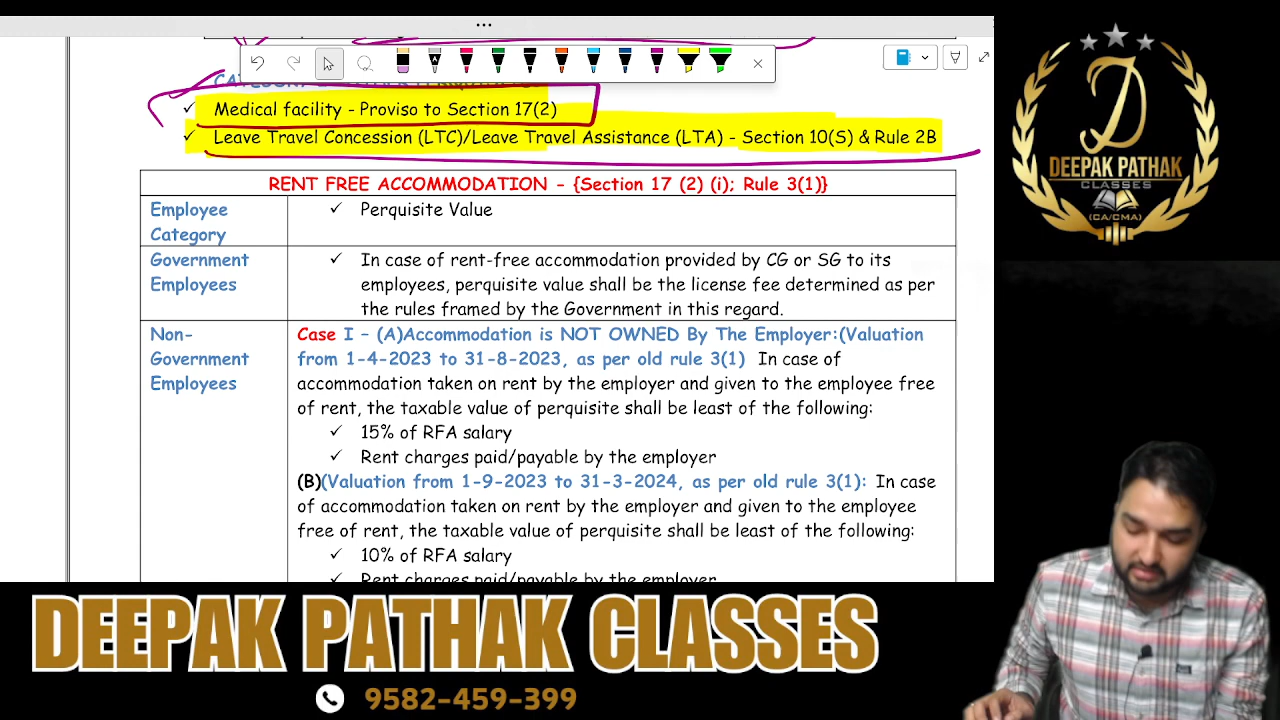 Medical facility - Proviso to Section 17(2)
Leave Travel Concession (LTC)/Leave Travel Assistance (LTA) - Section 10(S) & Rule 2B
RENT FREE ACCOMMODATION – {Section 17 (2) (i); Rule 3(1)}
Employee Category
Perquisite Value
Government Employees
In case of rent-free accommodation provided by CG or SG to its
employees, perquisite value shall be the license fee determined as per
the rules framed by the Government in this regard.
Non-
Government
Employees
Case I – (A)Accommodation is NOT OWNED By The Employer:(Valuation
from 1-4-2023 to 31-8-2023, as per old rule 3(1) In case of
accommodation taken on rent by the employer and given to the employee free
of rent, the taxable value of perquisite shall be least of the following:
15% of RFA salary
Rent charges paid/payable by the employer
(B)(Valuation from 1-9-2023 to 31-3-2024, as per old rule 3(1): In case
of accommodation taken on rent by the employer and given to the employee
free of rent, the taxable value of perquisite shall be least of the following:
10% of RFA salary
Rent charges paid/payable by the employer
D
DEEPAK PATHAK
CLASSES
(CA/CMA)
DEEPAK PATHAK CLASSES
9582-459-399